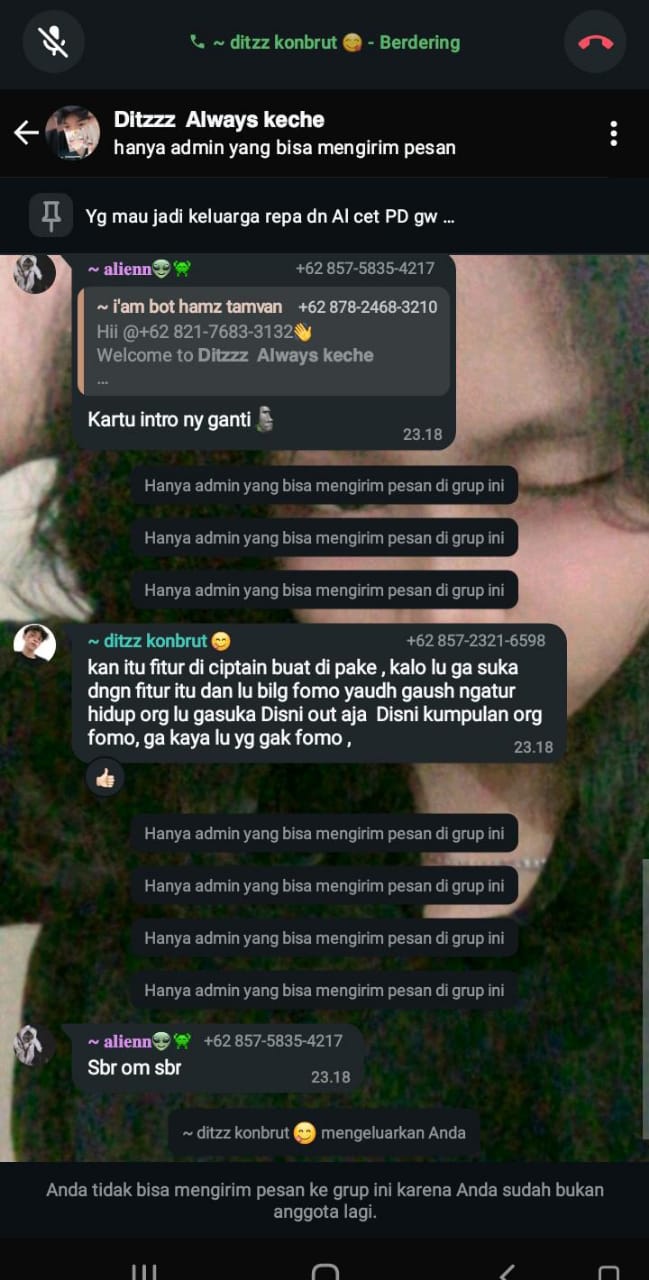 ~ ditzz konbrut 😋 - Berdering
Ditzzz Always keche
hanya admin yang bisa mengirim pesan
Yg mau jadi keluarga repa dn Al cet PD gw ...
~ alienn👽👾 +62 857-5835-4217
~ i'am bot hamz tamvan +62 878-2468-3210
Hii @+62 821-7683-3132👋
Welcome to Ditzzz Always keche
...
Kartu intro ny ganti 🗿
23.18
Hanya admin yang bisa mengirim pesan di grup ini
Hanya admin yang bisa mengirim pesan di grup ini
Hanya admin yang bisa mengirim pesan di grup ini
~ ditzz konbrut 😋 +62 857-2321-6598
kan itu fitur di ciptain buat di pake , kalo lu ga suka
dngn fitur itu dan lu bilg fomo yaudh gaush ngatur
hidup org lu gasuka Disni out aja Disni kumpulan org
fomo, ga kaya lu yg gak fomo ,
23.18
Hanya admin yang bisa mengirim pesan di grup ini
Hanya admin yang bisa mengirim pesan di grup ini
Hanya admin yang bisa mengirim pesan di grup ini
Hanya admin yang bisa mengirim pesan di grup ini
~ alienn👽👾 +62 857-5835-4217
Sbr om sbr
23.18
~ ditzz konbrut 😋 mengeluarkan Anda
Anda tidak bisa mengirim pesan ke grup ini karena Anda sudah bukan
anggota lagi.